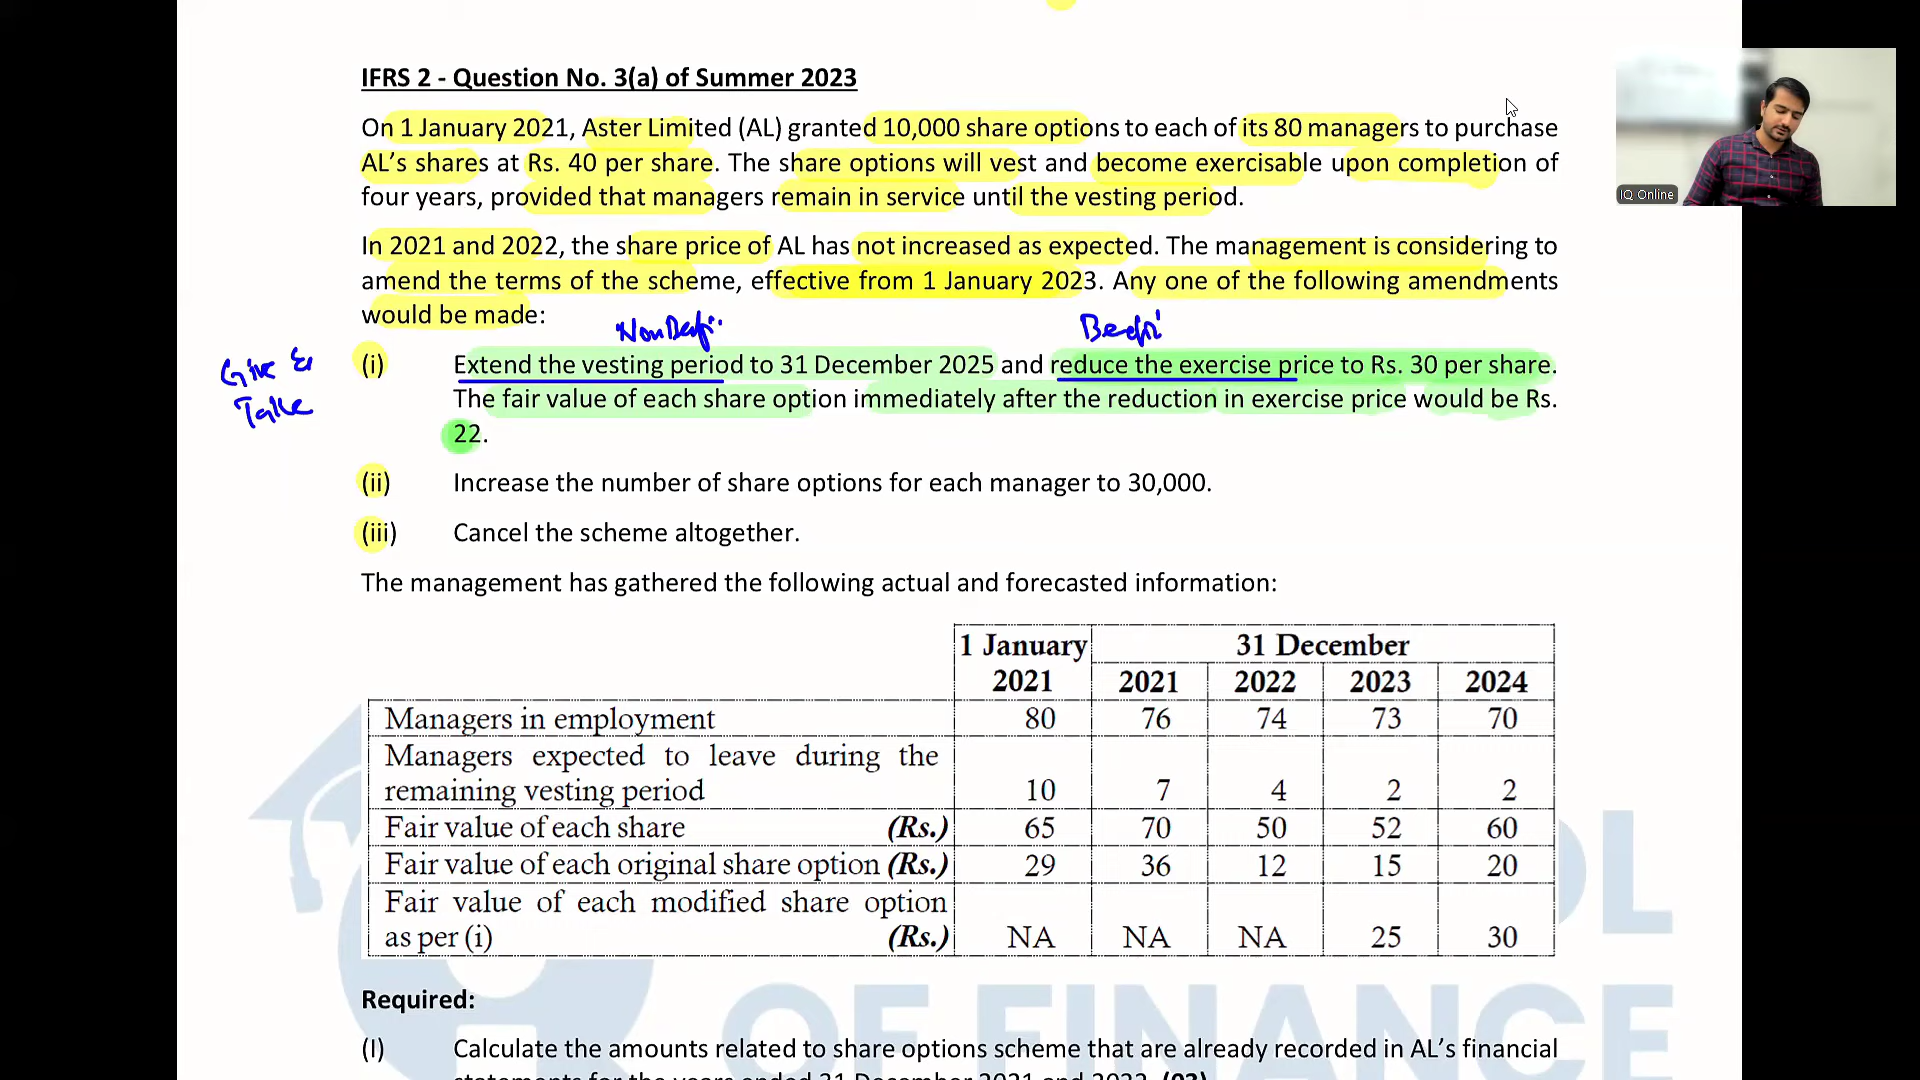 IFRS 2 - Question No. 3(a) of Summer 2023
IQ Online
On 1 January 2021, Aster Limited (AL) granted 10,000 share options to each of its 80 managers to purchase
AL's shares at Rs. 40 per share. The share options will vest and become exercisable upon completion of
four years, provided that managers remain in service until the vesting period.
In 2021 and 2022, the share price of AL has not increased as expected. The management is considering to
amend the terms of the scheme, effective from 1 January 2023. Any one of the following amendments
would be made:
Give &
Take
(i) Extend the vesting period to 31 December 2025 and reduce the exercise price to Rs. 30 per share.
The fair value of each share option immediately after the reduction in exercise price would be Rs.
22.
(ii) Increase the number of share options for each manager to 30,000.
(iii) Cancel the scheme altogether.
The management has gathered the following actual and forecasted information:
1 January 2021 31 December
2021 2022 2023 2024
Managers in employment 80 76 74 73 70
Managers expected to leave during the
remaining vesting period 10 7 4 2 2
Fair value of each share (Rs.) 65 70 50 52 60
Fair value of each original share option (Rs.) 29 36 12 15 20
Fair value of each modified share option
as per (i) (Rs.) NA NA NA 25 30
Required:
OF FINANCE
(I) Calculate the amounts related to share options scheme that are already recorded in AL's financial
statements for the years ended 31 December 2021 and 2022. (03)